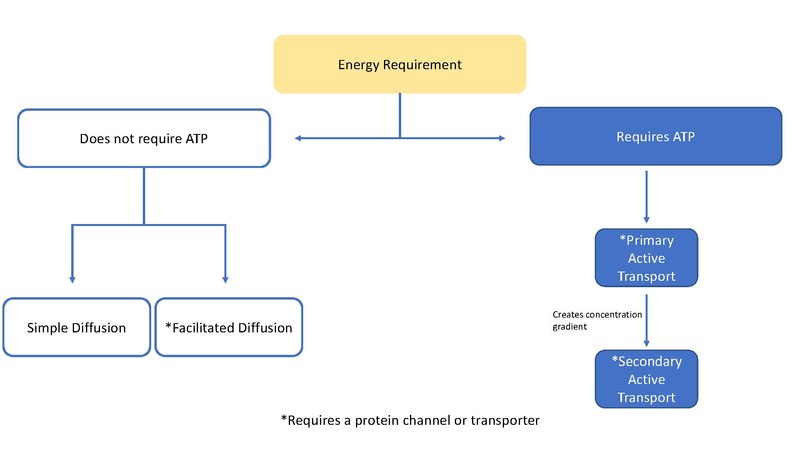 Energy Requirement
Does not require ATP
Requires ATP
*Primary
Active
Transport
Simple Diffusion
*Facilitated Diffusion
Creates concentration
gradient
*Secondary
Active
Transport
*Requires a protein channel or transporter